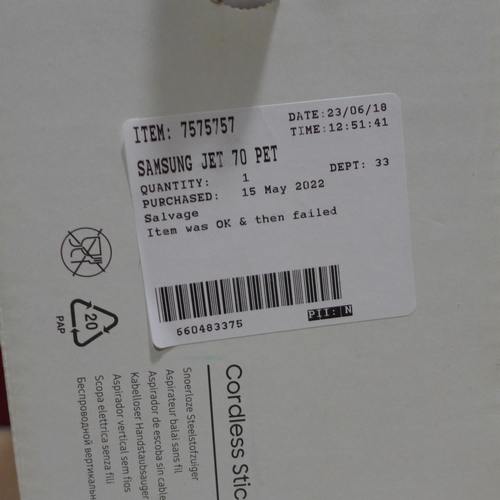 ITEM: 7575757
DATE:23/06/18
TIME:12:51:41
SAMSUNG JET 70 PET
QUANTITY: 1
DEPT: 33
PURCHASED: 15 May 2022
Salvage
Item was OK & then failed
660483375
PII: N
20
PAP
Cordless Stic
Snoerloze Steelstofzuiger
Aspirateur balai sans fil
Aspirador de escoba sin cable
Kabelloser Handstaubsauger
Aspirador vertical sem fios
Scopa elettrica senza fili
Беспроводной вертикальн